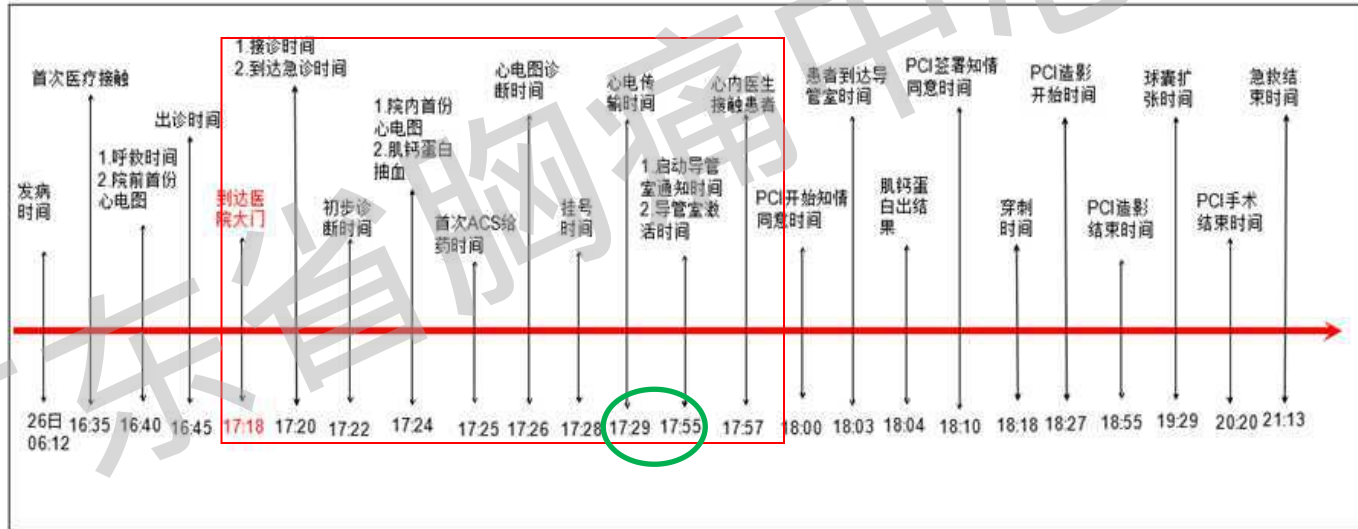 发病
时间
首次医疗接触
1.呼救时间
2.院前首份
心电图
出诊时间
到达医
院大门
1.接诊时间
2.到达急诊时间
初步诊
断时间
1.院内首份
心电图
2.肌钙蛋白
抽血
首次ACS给
药时间
心电图诊
断时间
挂号
时间
心电传
输时间
1.启动导管
室通知时间
2.导管室激
活时间
心内医生
接触患者
PCI开始知情
同意时间
患者到达导
管室时间
肌钙蛋
白出结
果
PCI签署知情
同意时间
穿刺
时间
PCI造影
开始时间
PCI造影
结束时间
球囊扩
张时间
PCI手术
结束时间
急救结
束时间
26日
06:12
16:35
16:40
16:45
17:18
17:20
17:22
17:24
17:25
17:26
17:28
17:29
17:55
17:57
18:00
18:03
18:04
18:10
18:18
18:27
18:55
19:29
20:20
21:13
东省胸痛中心